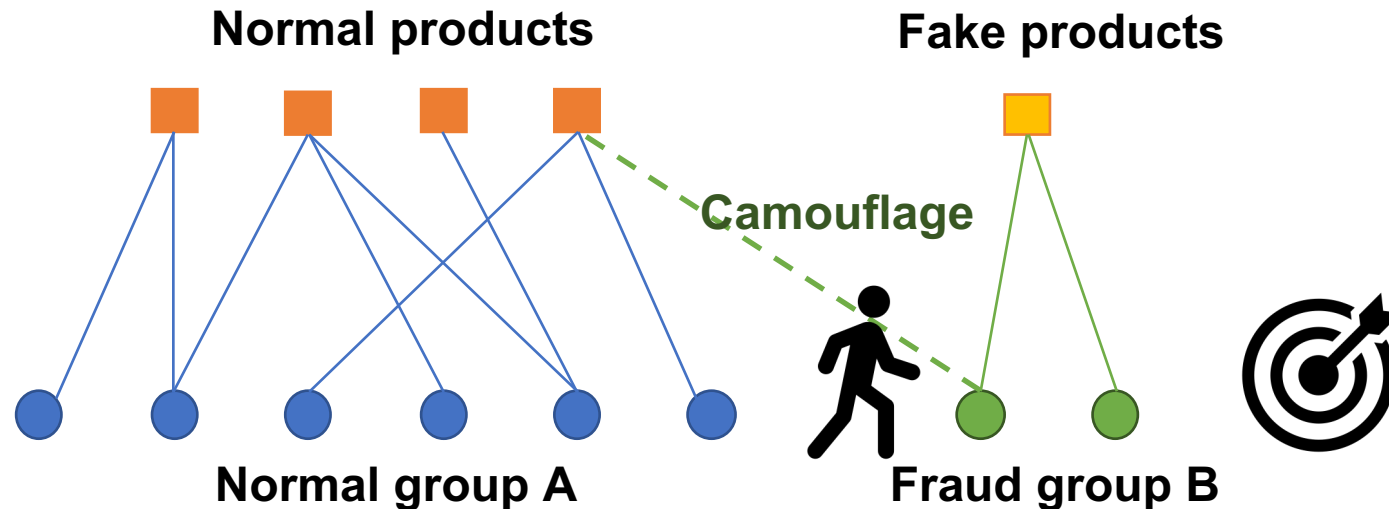 Normal products
Fake products
Camouflage
Normal group A
Fraud group B